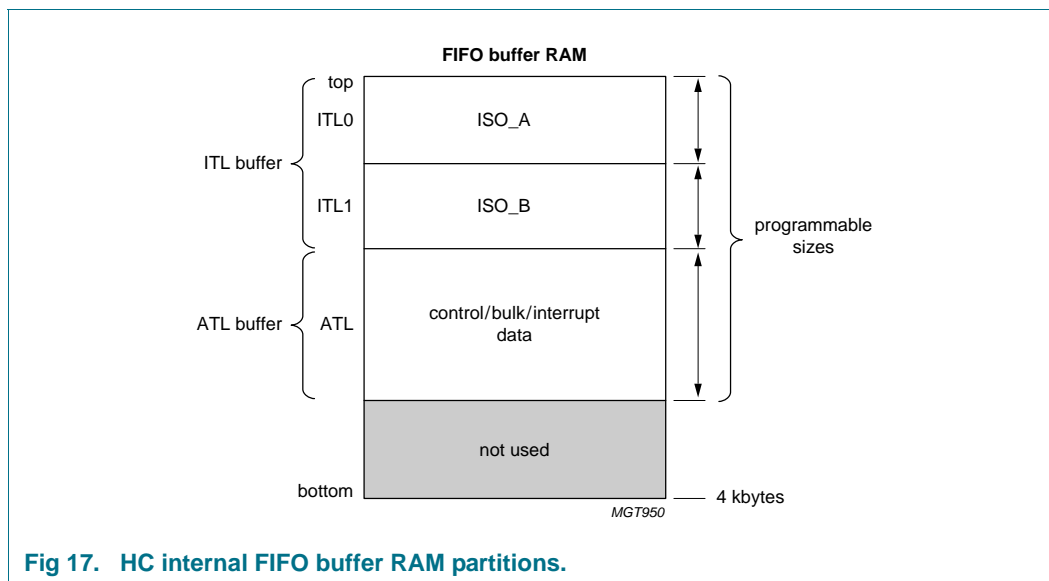 FIFO buffer RAM
top
ITL0
ISO_A
ITL buffer
ITL1
ISO_B
programmable
sizes
ATL buffer
ATL
control/bulk/interrupt
data
not used
bottom
4 kbytes
MGT950
Fig 17. HC internal FIFO buffer RAM partitions.